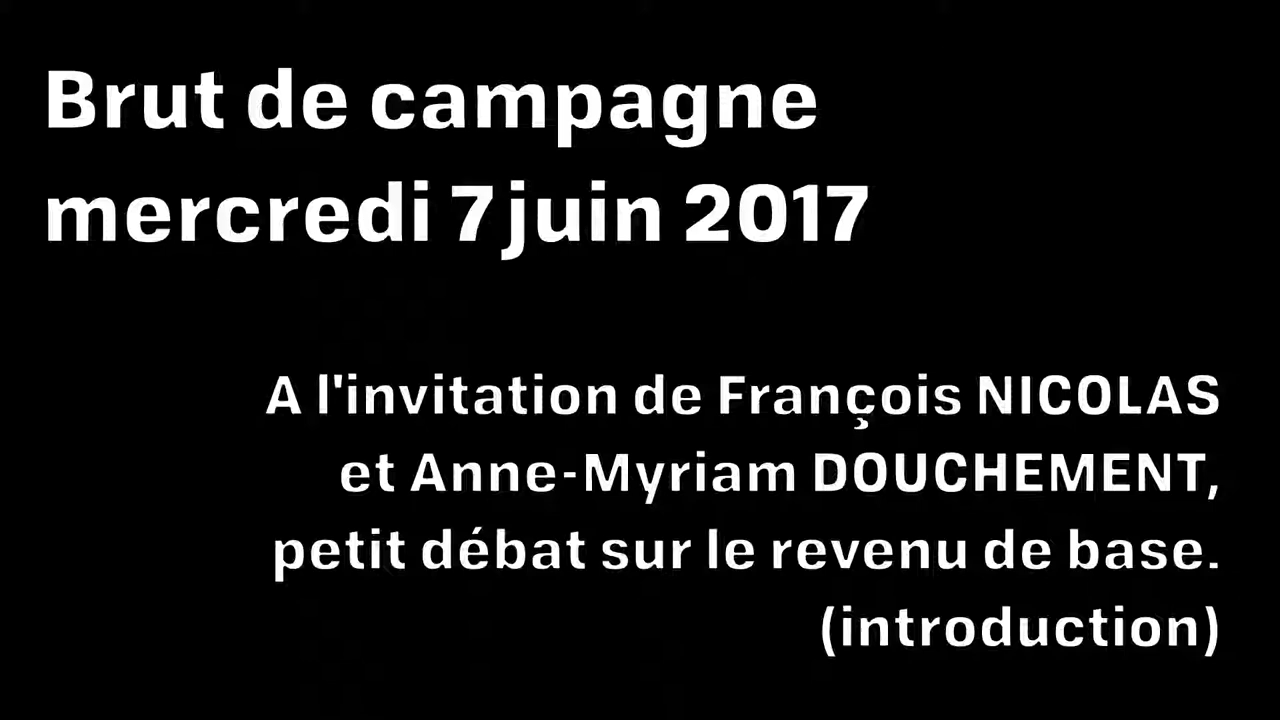 Brut de campagne
mercredi 7 juin 2017
A l'invitation de François NICOLAS
et Anne-Myriam DOUCHEMENT,
petit débat sur le revenu de base.
(introduction)